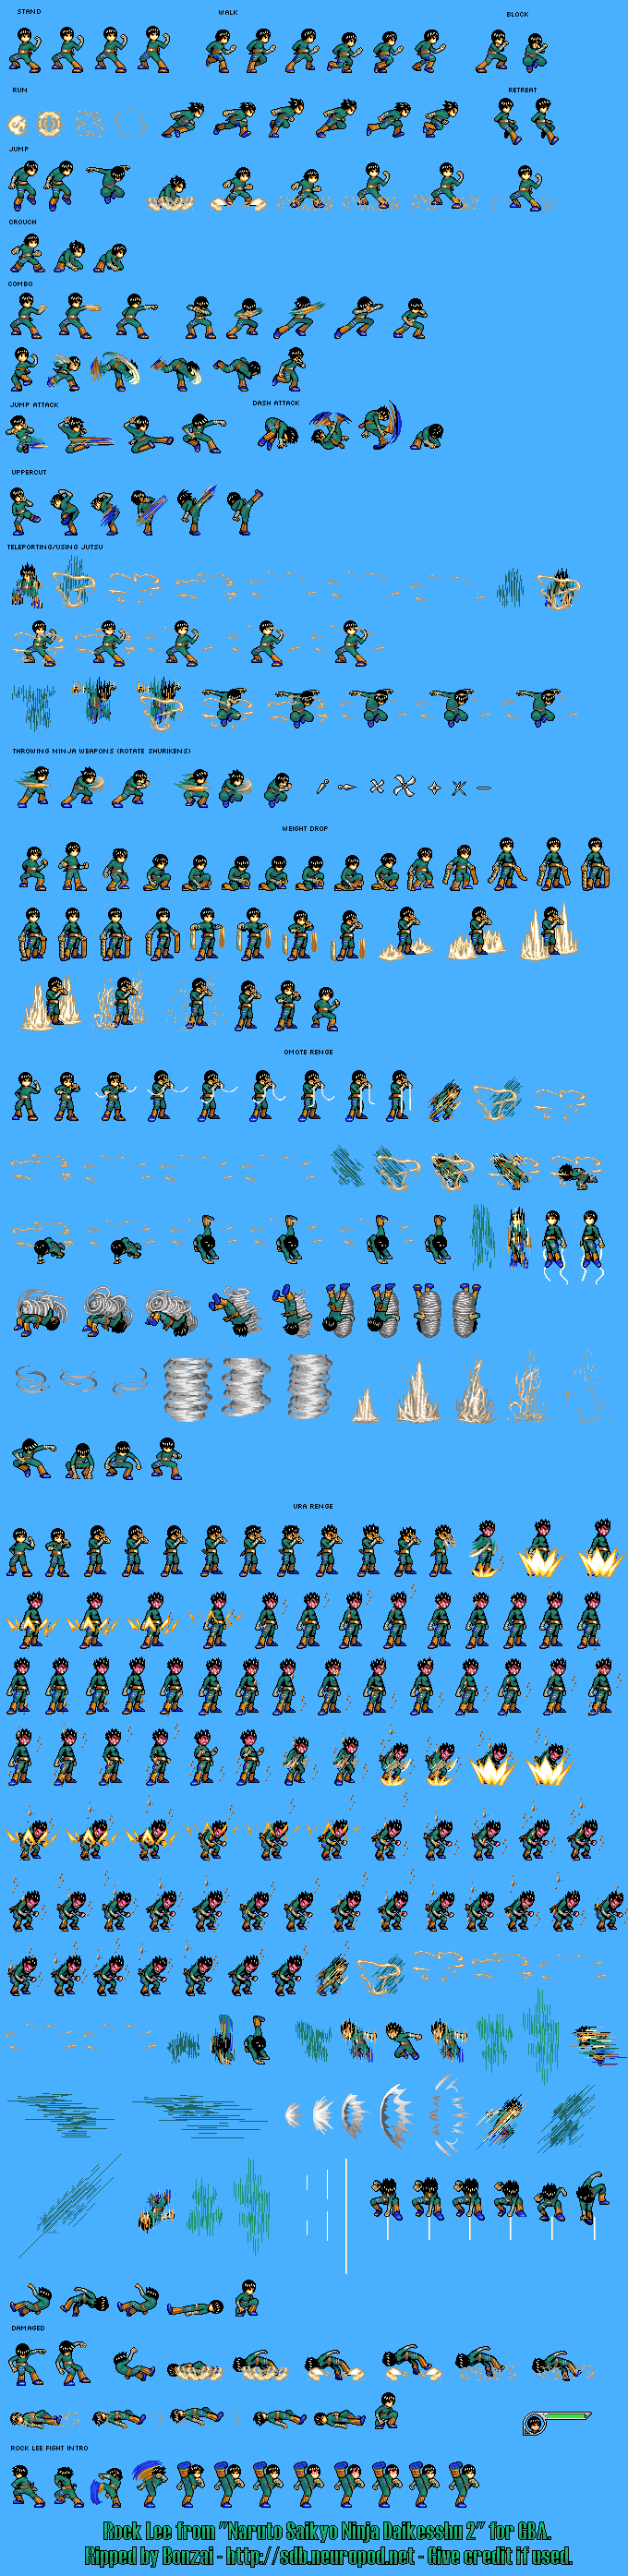 STAND
WALK
BLOCK
RUN
RETREAT
JUMP
CROUCH
COMBO
JUMP ATTACK
DASH ATTACK
UPPERCUT
TELEPORTING/USING JUTSU
THROWING NINJA WEAPONS (ROTATE SHURIKENS)
WEIGHT DROP
OMOTE RENGE
URA RENGE
DAMAGED
ROCK LEE FIGHT INTRO
Rock Lee from "Naruto Saikyo Ninja Daikesshu 2" for GBA.
Ripped by Bonzai - http://sdb.neuropod.net - Give credit if used.